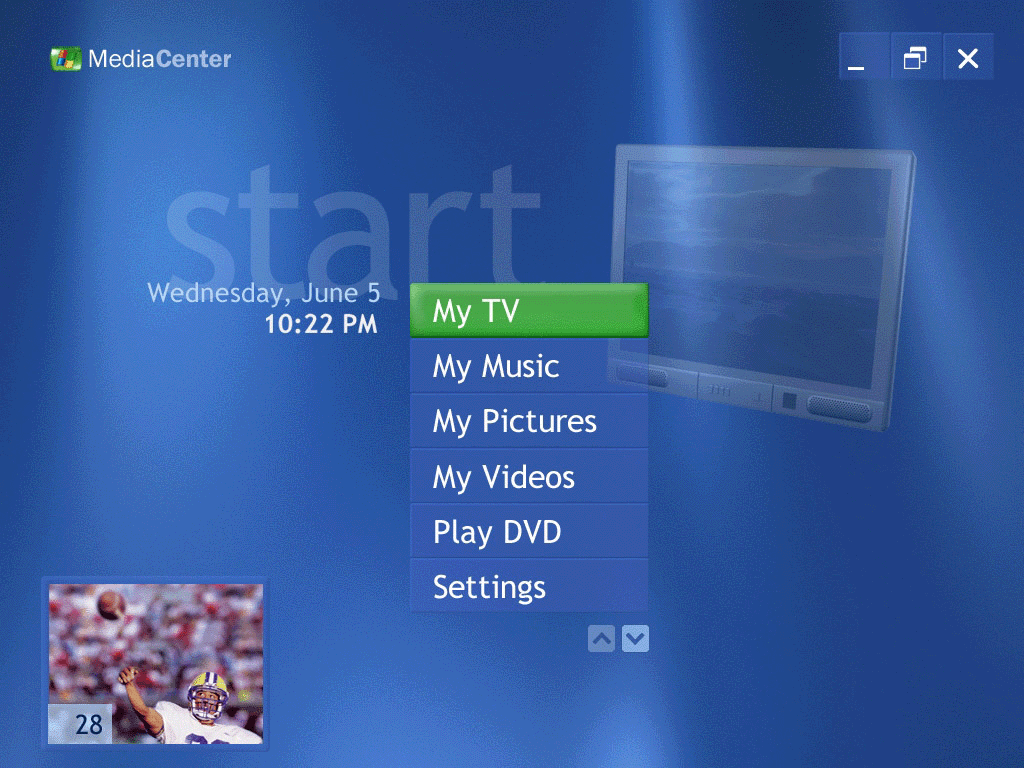 MediaCenter
start
Wednesday, June 5
10:22 PM
My TV
My Music
My Pictures
My Videos
Play DVD
Settings
28